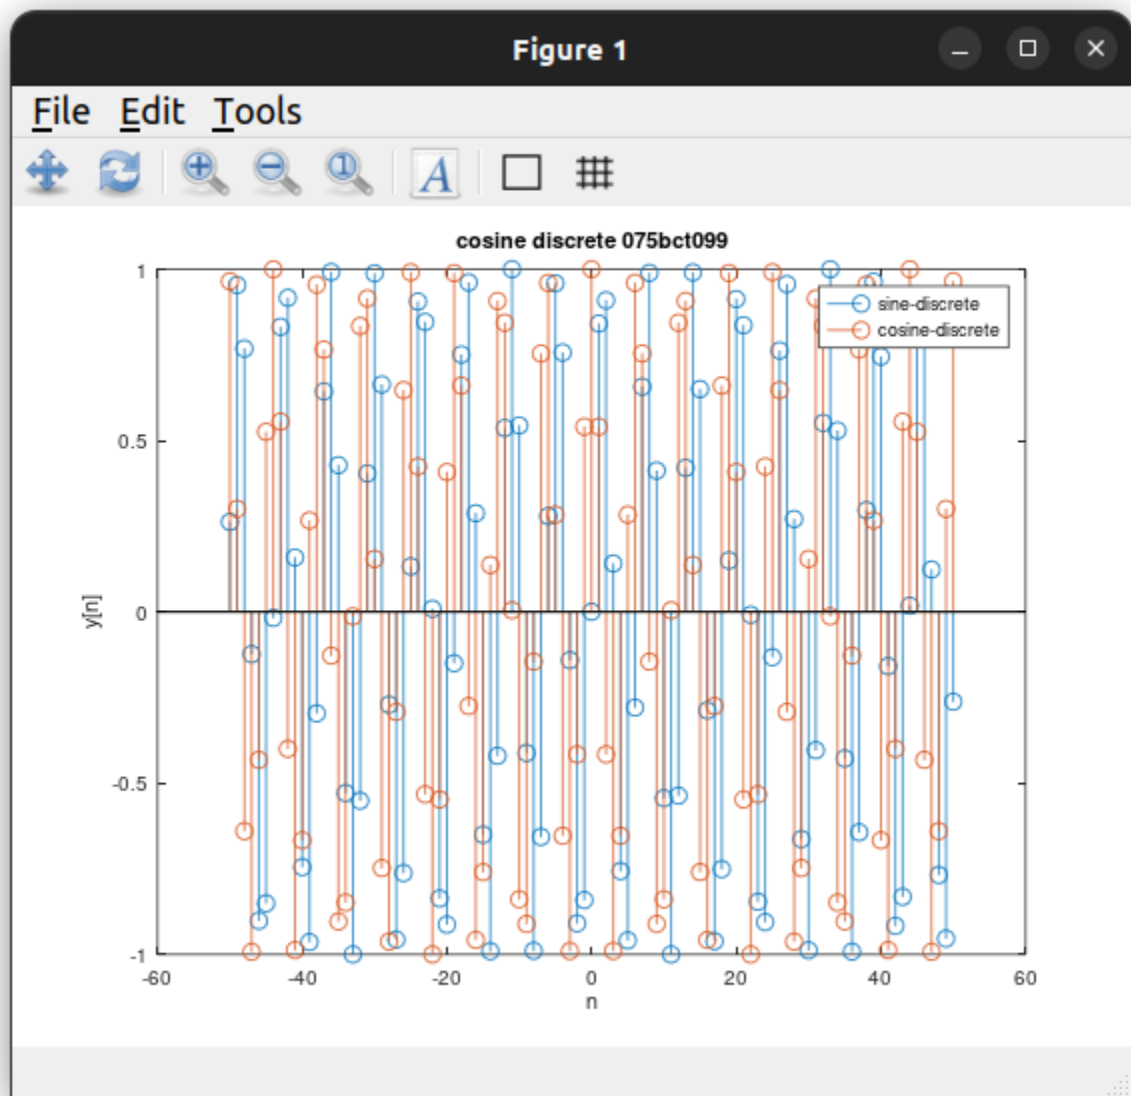 Figure 1
File Edit Tools
A
cosine discrete 075bct099
sine-discrete
cosine-discrete
1
0.5
0
-0.5
-1
y[n]
-60 -40 -20 0 20 40 60
n